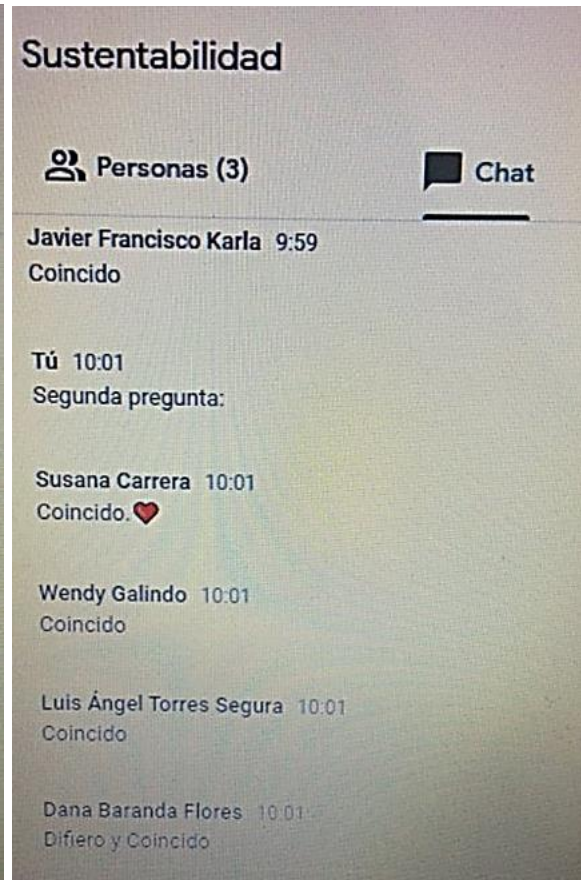 Sustentabilidad
Personas (3)
Chat
Javier Francisco Karla 9:59
Coincido
Tú 10:01
Segunda pregunta:
Susana Carrera 10:01
Coincido.❤️
Wendy Galindo 10:01
Coincido
Luis Ángel Torres Segura 10:01
Coincido
Dana Baranda Flores 10:01
Difiero y Coincido